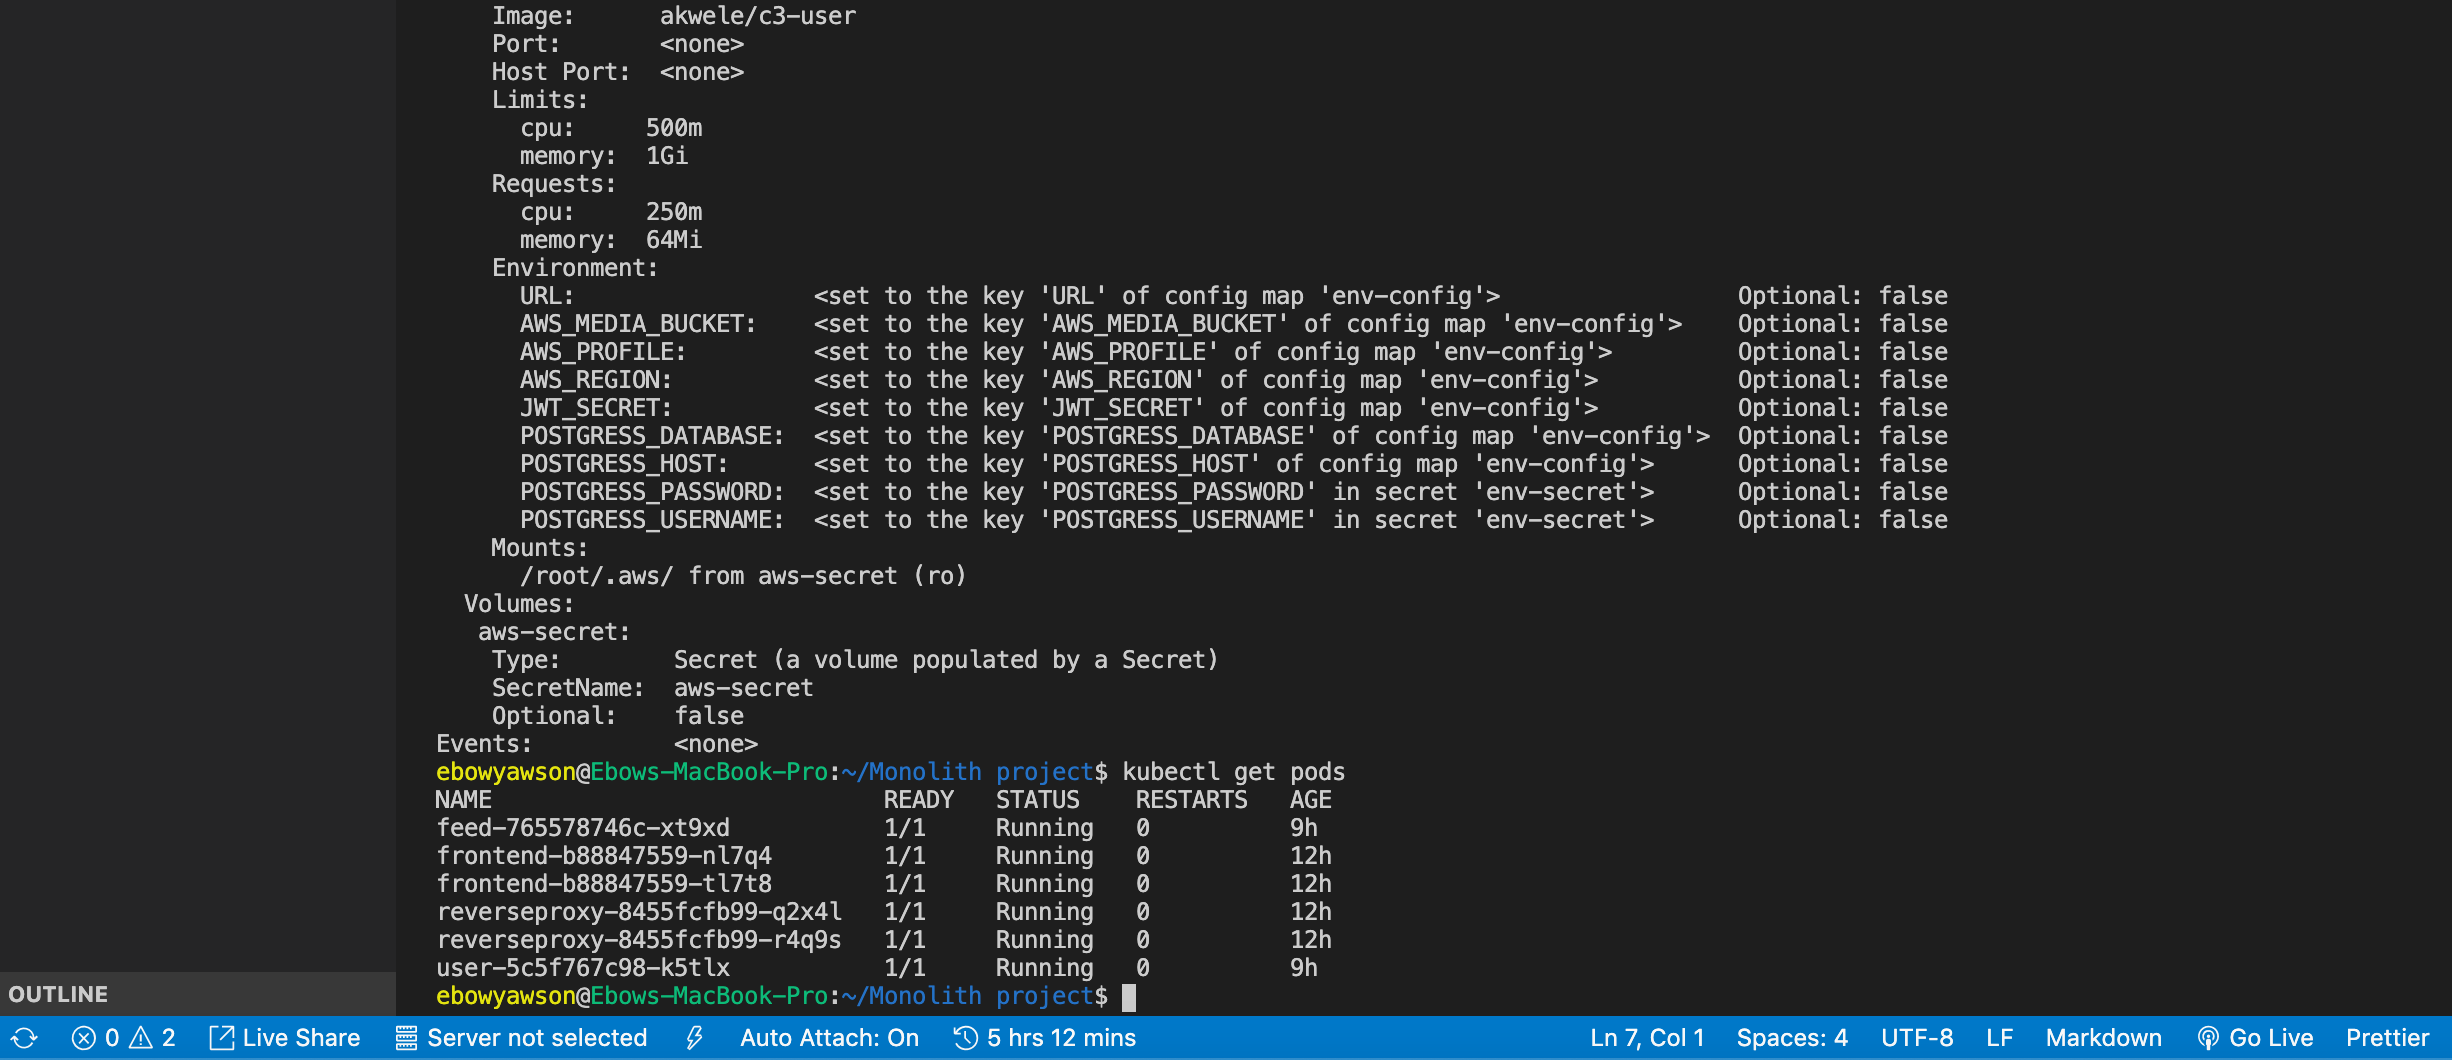 Image: akwele/c3-user
Port: <none>
Host Port: <none>
Limits:
cpu: 500m
memory: 1Gi
Requests:
cpu: 250m
memory: 64Mi
Environment:
URL: <set to the key 'URL' of config map 'env-config'> Optional: false
AWS_MEDIA_BUCKET: <set to the key 'AWS_MEDIA_BUCKET' of config map 'env-config'> Optional: false
AWS_PROFILE: <set to the key 'AWS_PROFILE' of config map 'env-config'> Optional: false
AWS_REGION: <set to the key 'AWS_REGION' of config map 'env-config'> Optional: false
JWT_SECRET: <set to the key 'JWT_SECRET' of config map 'env-config'> Optional: false
POSTGRESS_DATABASE: <set to the key 'POSTGRESS_DATABASE' of config map 'env-config'> Optional: false
POSTGRESS_HOST: <set to the key 'POSTGRESS_HOST' of config map 'env-config'> Optional: false
POSTGRESS_PASSWORD: <set to the key 'POSTGRESS_PASSWORD' in secret 'env-secret'> Optional: false
POSTGRESS_USERNAME: <set to the key 'POSTGRESS_USERNAME' in secret 'env-secret'> Optional: false
Mounts:
/root/.aws/ from aws-secret (ro)
Volumes:
aws-secret:
Type: Secret (a volume populated by a Secret)
SecretName: aws-secret
Optional: false
Events: <none>
ebowyawson@Ebows-MacBook-Pro:~/Monolith project$ kubectl get pods
NAME READY STATUS RESTARTS AGE
feed-765578746c-xt9xd 1/1 Running 0 9h
frontend-b88847559-nl7q4 1/1 Running 0 12h
frontend-b88847559-tl7t8 1/1 Running 0 12h
reverseproxy-8455fcfb99-q2x4l 1/1 Running 0 12h
reverseproxy-8455fcfb99-r4q9s 1/1 Running 0 12h
user-5c5f767c98-k5tlx 1/1 Running 0 9h
ebowyawson@Ebows-MacBook-Pro:~/Monolith project$
OUTLINE
0 2 Live Share Server not selected Auto Attach: On 5 hrs 12 mins Ln 7, Col 1 Spaces: 4 UTF-8 LF Markdown Go Live Prettier